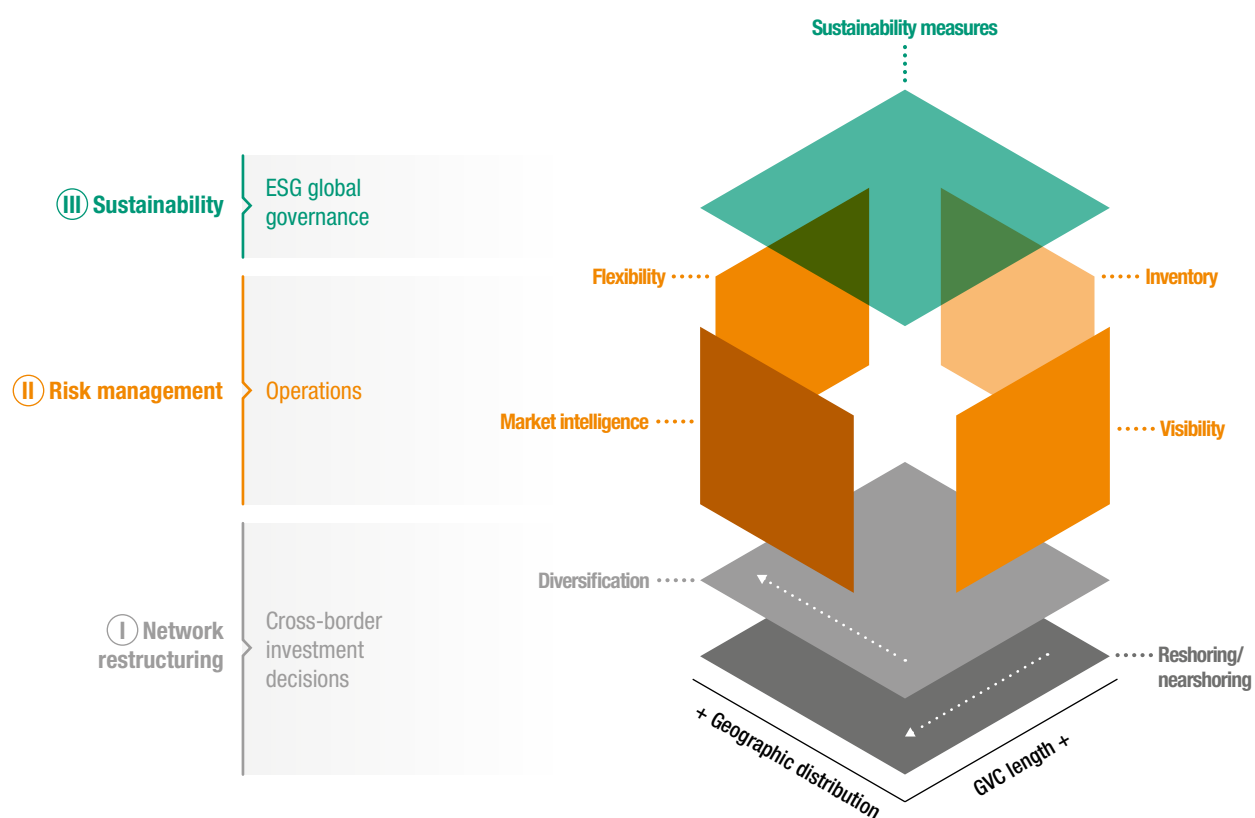 Sustainability measures
III Sustainability
ESG global
governance
Flexibility
Inventory
II Risk management
Operations
Market intelligence
Visibility
Diversification
I Network
restructuring
Cross-border
investment
decisions
Reshoring/
nearshoring
+ Geographic distribution
GVC length +